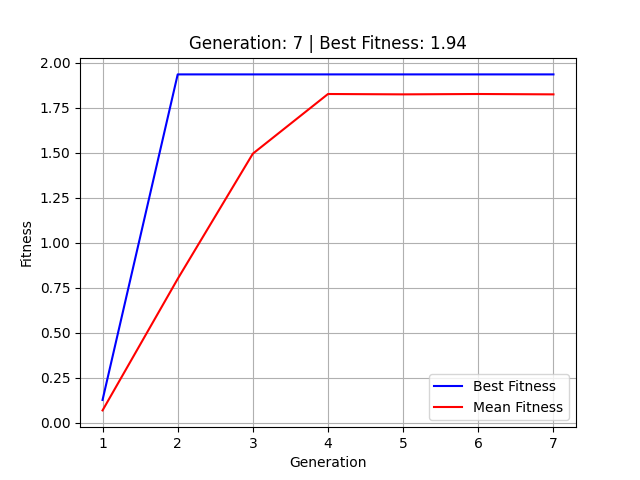 Generation: 7 | Best Fitness: 1.94
2.00
1.75
1.50
1.25
1.00
0.75
0.50
0.25
0.00
Fitness
Best Fitness
Mean Fitness
1 2 3 4 5 6 7
Generation